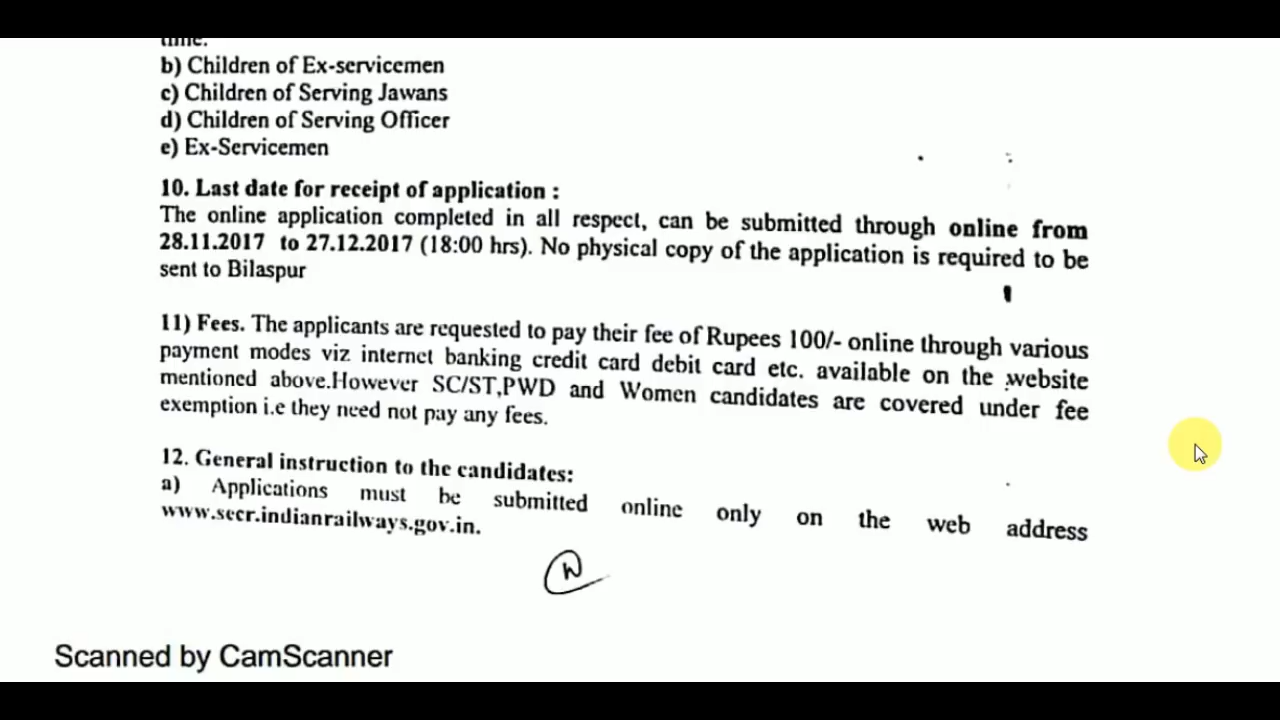 time.
b) Children of Ex-servicemen
c) Children of Serving Jawans
d) Children of Serving Officer
e) Ex-Servicemen
10. Last date for receipt of application :
The online application completed in all respect, can be submitted through online from
28.11.2017 to 27.12.2017 (18:00 hrs). No physical copy of the application is required to be
sent to Bilaspur
11) Fees. The applicants are requested to pay their fee of Rupees 100/- online through various
payment modes viz internet banking credit card debit card etc. available on the website
mentioned above.However SC/ST,PWD and Women candidates are covered under fee
exemption i.e they need not pay any fees.
12. General instruction to the candidates:
a) Applications must be submitted online only on the web address
www.secr.indianrailways.gov.in.
Scanned by CamScanner